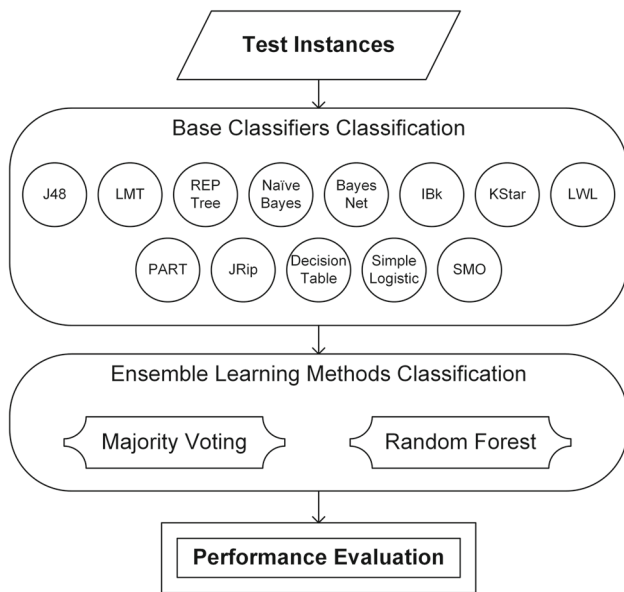 Test Instances
Base Classifiers Classification
J48
LMT
REP
Tree
Naïve
Bayes
Bayes
Net
IBk
KStar
LWL
PART
JRip
Decision
Table
Simple
Logistic
SMO
Ensemble Learning Methods Classification
Majority Voting
Random Forest
Performance Evaluation